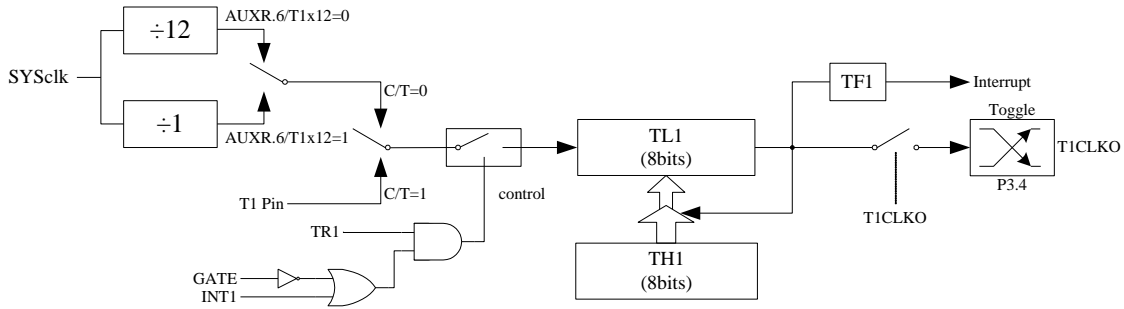 AUXR.6/T1x12=0
÷12
SYSclk
÷1
AUXR.6/T1x12=1
C/T=0
C/T=1
T1 Pin
control
TR1
GATE
INT1
TL1
(8bits)
TH1
(8bits)
TF1
Interrupt
Toggle
T1CLKO
P3.4
T1CLKO